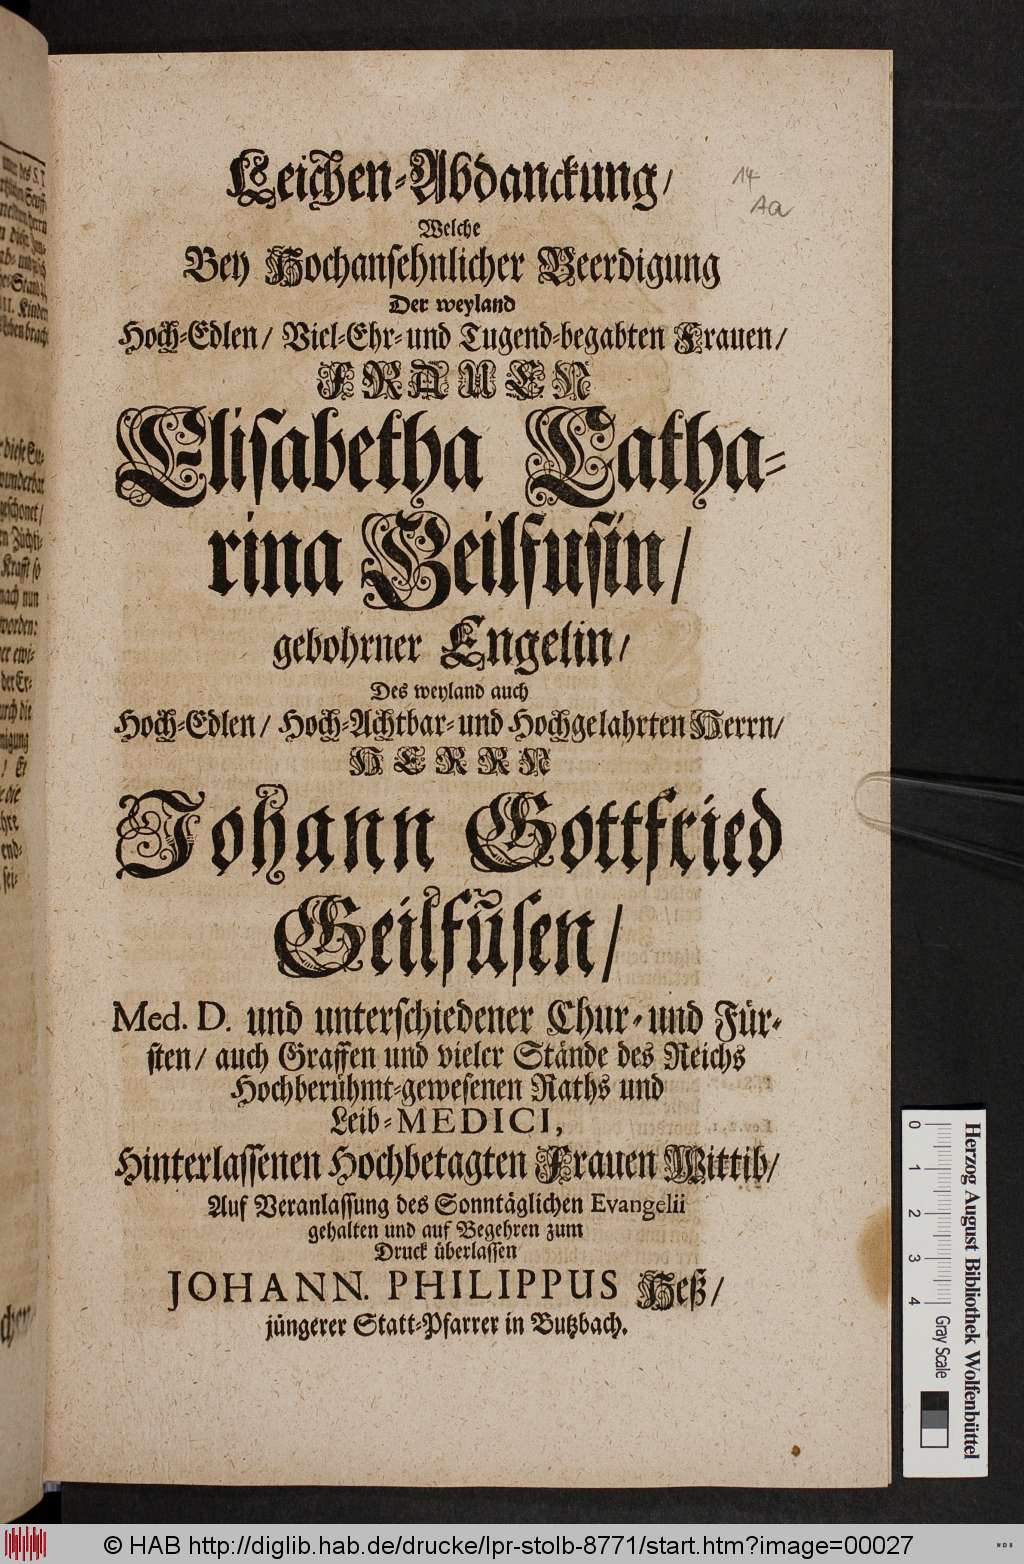 Leichen-Abdanckung/
Welche
Bey Hochansehnlicher Beerdigung
Der weyland
Hoch-Edlen/ Viel-Ehr- und Tugend-begabten Frauen/
FRAUEN
Elisabetha Catha-
rina Geilfusin/
gebohrner Engelin/
Des weyland auch
Hoch-Edlen/ Hoch-Achtbar- und Hochgelahrten Herrn/
HERRN
Johann Gottfried
Geilfusen/
Med. D. und unterschiedener Chur- und Für-
sten/ auch Graffen und vieler Stände des Reichs
Hochberühmt-gewesenen Raths und
Leib-MEDICI,
Hinterlassenen Hochbetagten Frauen Wittib/
Auf Veranlassung des Sonntäglichen Evangelii
gehalten und auf Begehren zum
Druck überlassen
JOHANN. PHILIPPUS Heß/
jüngerer Statt-Pfarrer in Butzbach.
14
Aa
Herzog August Bibliothek Wolfenbüttel
0 1 2 3 4 Gray Scale
© HAB http://diglib.hab.de/drucke/lpr-stolb-8771/start.htm?image=00027